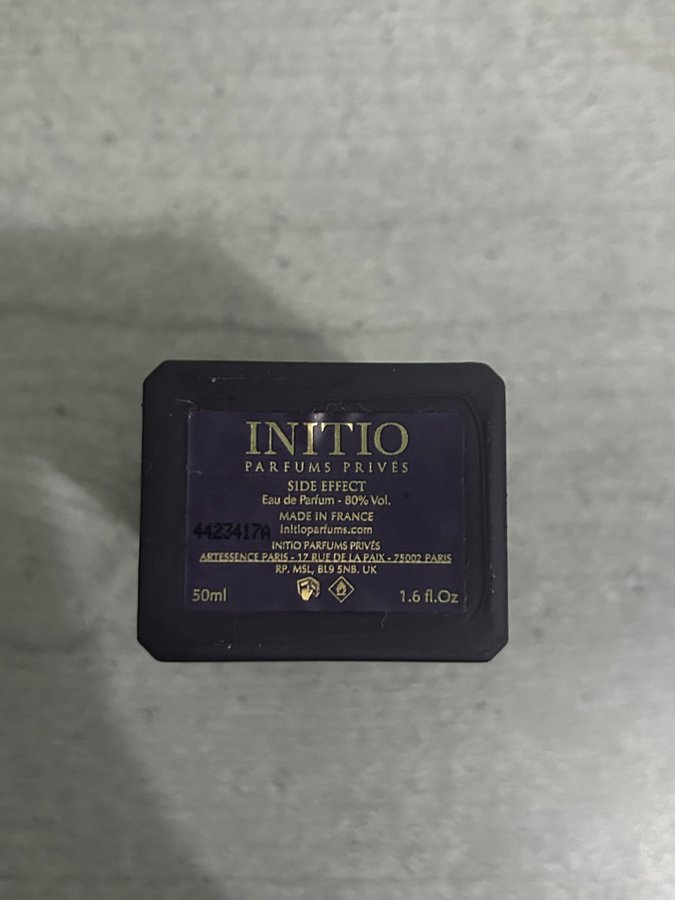 INITIO
PARFUMS PRIVÉS
SIDE EFFECT
Eau de Parfum - 80% Vol.
MADE IN FRANCE
4423417A initioparfums.com
INITIO PARFUMS PRIVÉS
ARTESSENCE PARIS - 17 RUE DE LA PAIX - 75002 PARIS
RP. MSL, BL9 5NB. UK
50ml 1.6 fl.Oz